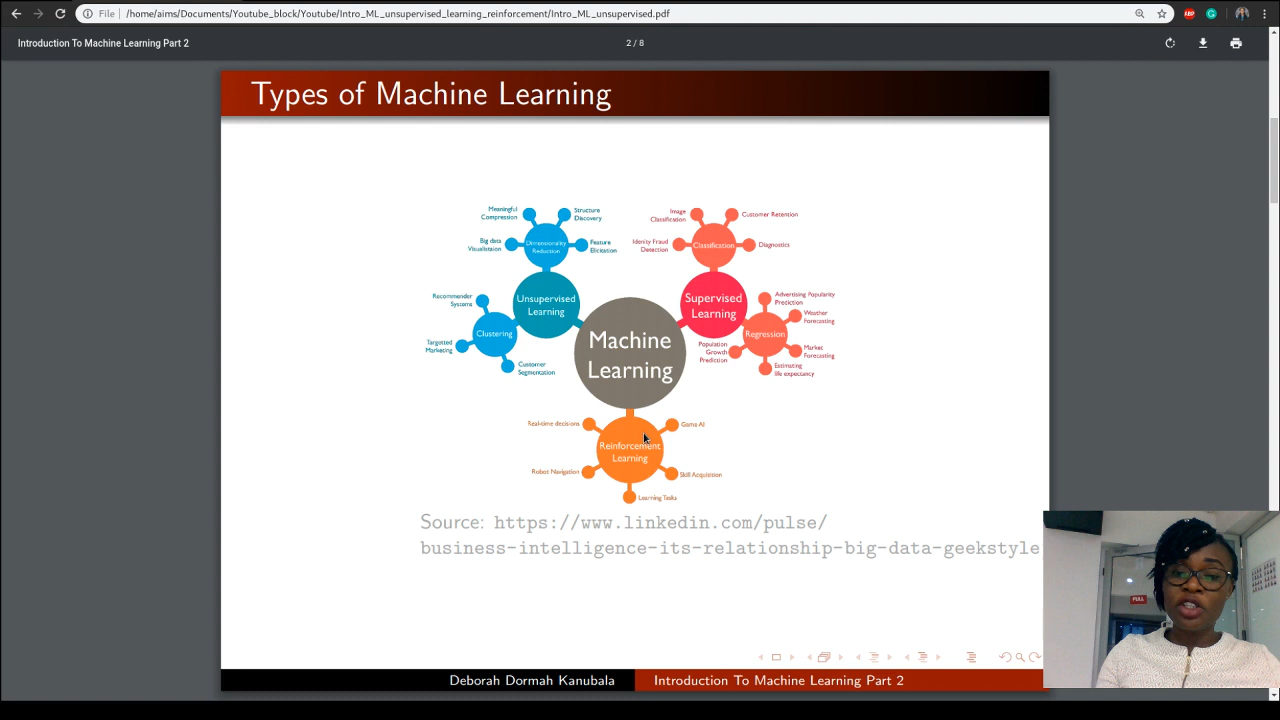 File
/home/aims/Documents/Youtube_block/Youtube/Intro_ML_unsupervised_learning_reinforcement/Intro_ML_unsupervised.pdf
ABP
Introduction To Machine Learning Part 2
2 / 8
Types of Machine Learning
Meaningful
Compression
Structure
Discovery
Big data
Visualistaion
Dimensionality
Reduction
Feature
Elicitation
Image
Classification
Customer Retention
Idenity Fraud
Detection
Classification
Diagnostics
Recommender
Systems
Unsupervised
Learning
Clustering
Targetted
Marketing
Customer
Segmentation
Supervised
Learning
Advertising Popularity
Prediction
Weather
Forecasting
Regression
Population
Growth
Prediction
Market
Forecasting
Estimating
life expectancy
Machine
Learning
Real-time decisions
Game AI
Reinforcement
Learning
Robot Navigation
Skill Acquisition
Learning Tasks
Source: https://www.linkedin.com/pulse/
business-intelligence-its-relationship-big-data-geekstyle
PULL
Deborah Dormah Kanubala
Introduction To Machine Learning Part 2